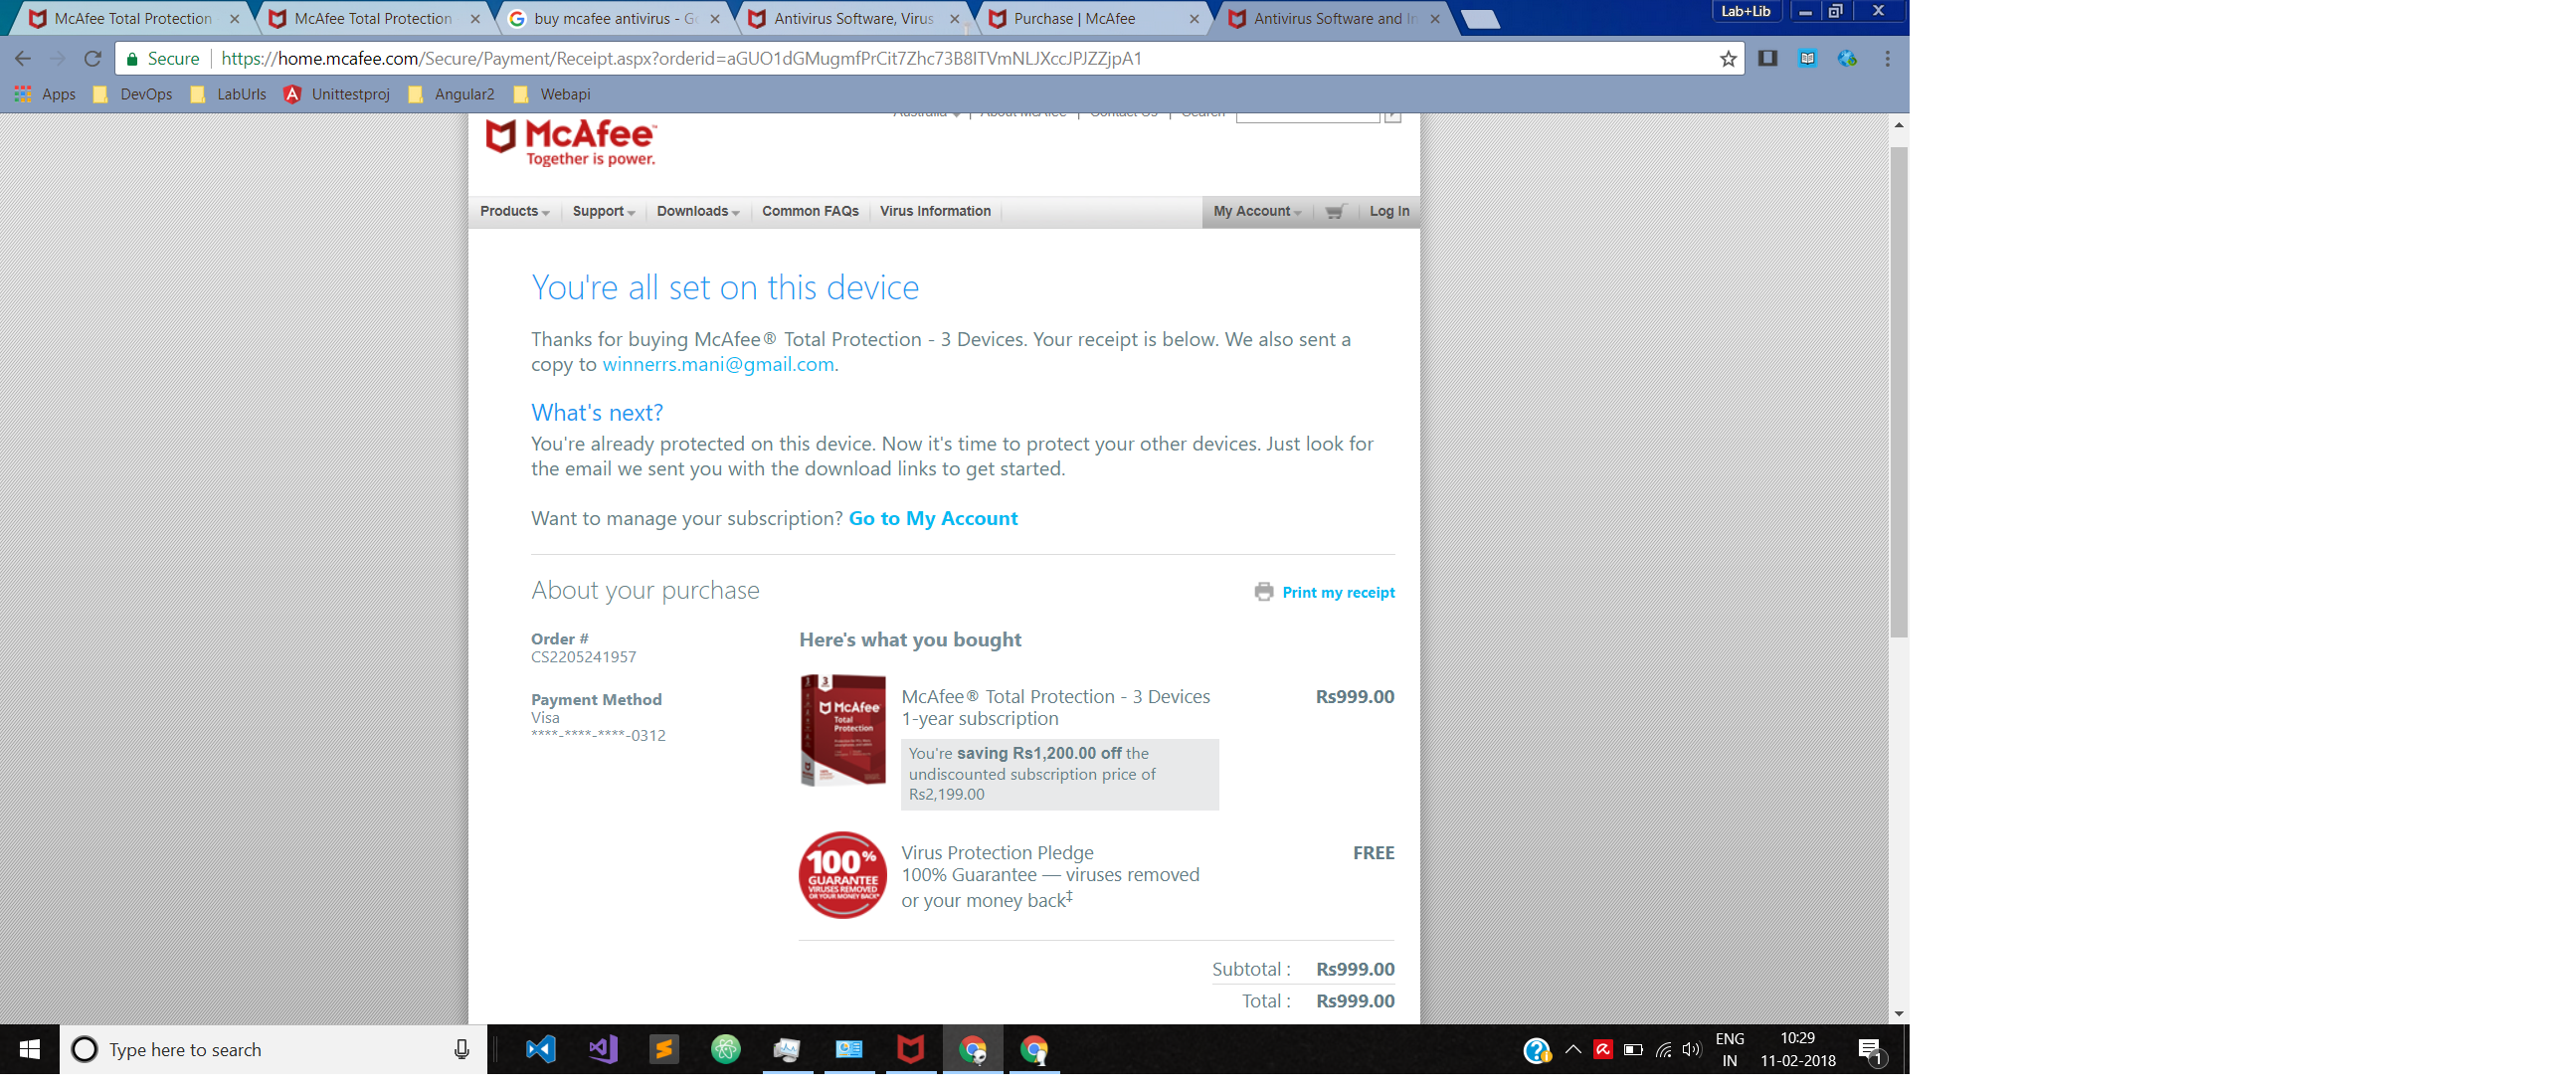 McAfee Total Protection
McAfee Total Protection
buy mcafee antivirus - Go
Antivirus Software, Virus
Purchase | McAfee
Antivirus Software and In
Lab+Lib
Secure
https://home.mcafee.com/Secure/Payment/Receipt.aspx?orderid=aGUO1dGMugmfPrCit7Zhc73B8ITVmNLJXccJPJZZjpA1
Apps
DevOps
LabUrls
Unittestproj
Angular2
Webapi
Australia | About McAfee | Contact Us | Search
McAfee™
Together is power.
Products
Support
Downloads
Common FAQs
Virus Information
My Account
Log In
You're all set on this device
Thanks for buying McAfee® Total Protection - 3 Devices. Your receipt is below. We also sent a
copy to winnerrs.mani@gmail.com.
What's next?
You're already protected on this device. Now it's time to protect your other devices. Just look for
the email we sent you with the download links to get started.
Want to manage your subscription? Go to My Account
About your purchase
Print my receipt
Order #
CS2205241957
Payment Method
Visa
****-****-****-0312
Here's what you bought
3
McAfee
Total
Protection
McAfee® Total Protection - 3 Devices
1-year subscription
Rs999.00
You're saving Rs1,200.00 off the
undiscounted subscription price of
Rs2,199.00
100%
GUARANTEE
VIRUSES REMOVED
OR YOUR MONEY BACK
Virus Protection Pledge
100% Guarantee — viruses removed
or your money back‡
FREE
Subtotal : Rs999.00
Total : Rs999.00
Type here to search
ENG
IN
10:29
11-02-2018
1